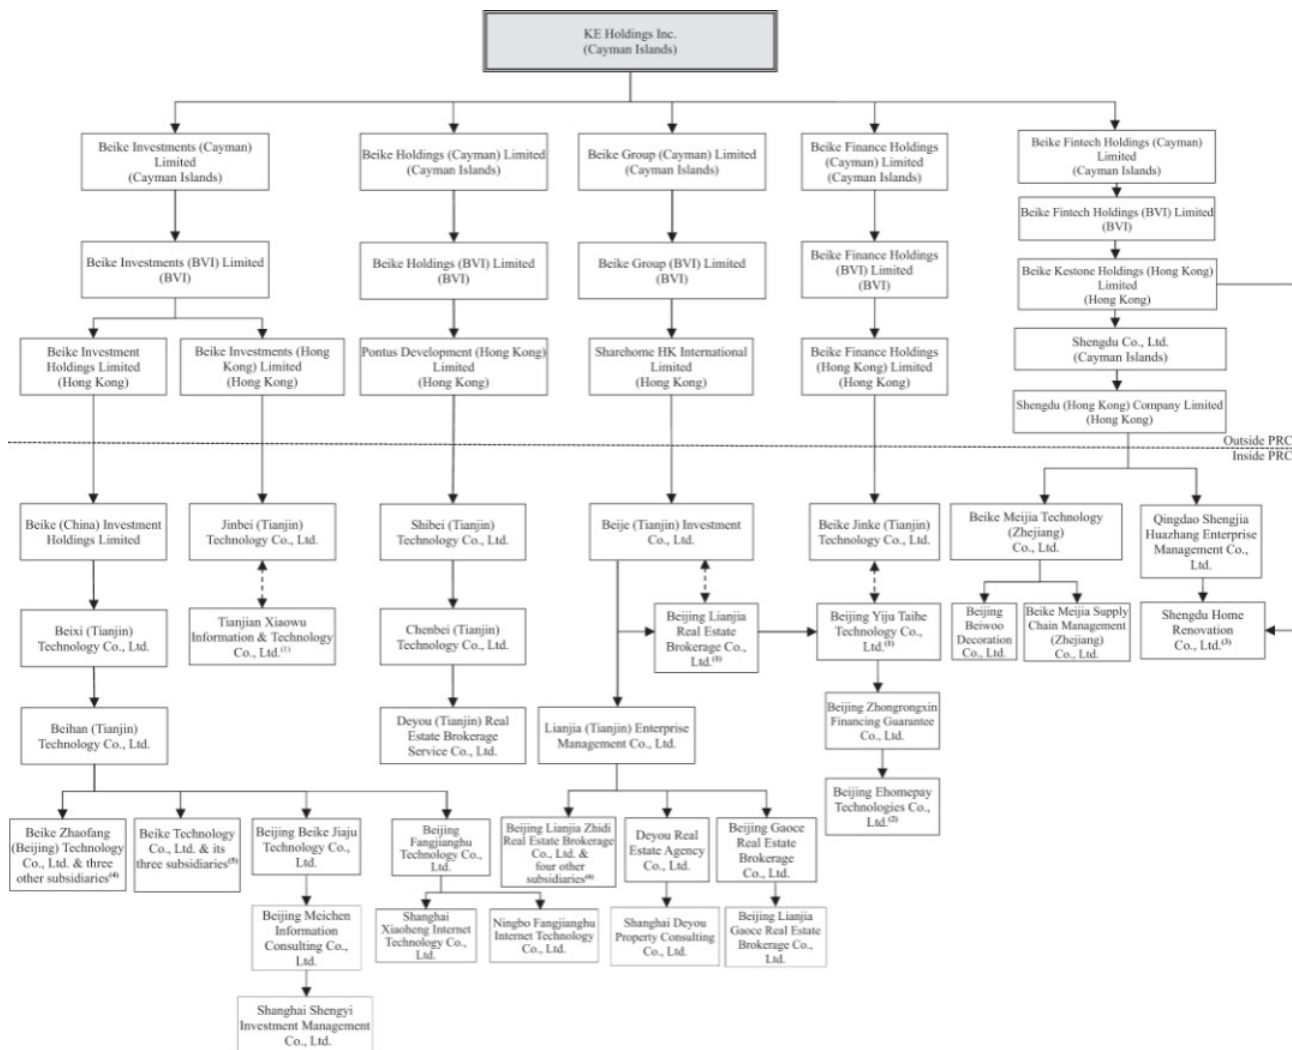 KE Holdings Inc.
(Cayman Islands)
Beike Investments (Cayman)
Limited
(Cayman Islands)
Beike Holdings (Cayman) Limited
(Cayman Islands)
Beike Group (Cayman) Limited
(Cayman Islands)
Beike Finance Holdings
(Cayman) Limited
(Cayman Islands)
Beike Fintech Holdings (Cayman)
Limited
(Cayman Islands)
Beike Fintech Holdings (BVI) Limited
(BVI)
Beike Investments (BVI) Limited
(BVI)
Beike Holdings (BVI) Limited
(BVI)
Beike Group (BVI) Limited
(BVI)
Beike Finance Holdings
(BVI) Limited
(BVI)
Beike Kestone Holdings (Hong Kong)
Limited
(Hong Kong)
Beike Investment
Holdings Limited
(Hong Kong)
Beike Investments (Hong
Kong) Limited
(Hong Kong)
Pontus Development (Hong Kong)
Limited
(Hong Kong)
Sharehome HK International
Limited
(Hong Kong)
Beike Finance Holdings
(Hong Kong) Limited
(Hong Kong)
Shengdu Co., Ltd.
(Cayman Islands)
Shengdu (Hong Kong) Company Limited
(Hong Kong)
Outside PRC
Inside PRC
Beike (China) Investment
Holdings Limited
Jinbei (Tianjin)
Technology Co., Ltd.
Shibei (Tianjin)
Technology Co., Ltd.
Beije (Tianjin) Investment
Co., Ltd.
Beike Jinke (Tianjin)
Technology Co., Ltd.
Beike Meijia Technology
(Zhejiang)
Co., Ltd.
Qingdao Shengjia
Huazhang Enterprise
Management Co.,
Ltd.
Beixi (Tianjin)
Technology Co., Ltd.
Tianjian Xiaowu
Information & Technology
Co., Ltd.(1)
Chenbei (Tianjin)
Technology Co., Ltd.
Beijing Lianjia
Real Estate
Brokerage Co.,
Ltd.(1)
Beijing Yiju Taihe
Technology Co.,
Ltd.(1)
Beijing
Beiwoo
Decoration
Co., Ltd.
Beike Meijia Supply
Chain Management
(Zhejiang)
Co., Ltd.
Shengdu Home
Renovation
Co., Ltd.(3)
Beihan (Tianjin)
Technology Co., Ltd.
Deyou (Tianjin) Real
Estate Brokerage
Service Co., Ltd.
Lianjia (Tianjin) Enterprise
Management Co., Ltd.
Beijing Zhongrongxin
Financing Guarantee
Co., Ltd.
Beijing Ehomepay
Technologies Co.,
Ltd.(2)
Beike Zhaofang
(Beijing) Technology
Co., Ltd. & three
other subsidiaries(4)
Beike Technology
Co., Ltd. & its
three subsidiaries(5)
Beijing Beike Jiaju
Technology Co.,
Ltd.
Beijing
Fangjianghu
Technology Co.,
Ltd.
Beijing Lianjia Zhidi
Real Estate Brokerage
Co., Ltd. &
four other
subsidiaries(6)
Deyou Real
Estate Agency
Co., Ltd.
Beijing Gaoce
Real Estate
Brokerage
Co., Ltd.
Beijing Meichen
Information
Consulting Co.,
Ltd.
Shanghai
Xiaoheng Internet
Technology Co.,
Ltd.
Ningbo Fangjianghu
Internet Technology
Co., Ltd.
Shanghai Deyou
Property Consulting
Co., Ltd.
Beijing Lianjia
Gaoce Real Estate
Brokerage Co.,
Ltd.
Shanghai Shengyi
Investment Management
Co., Ltd.